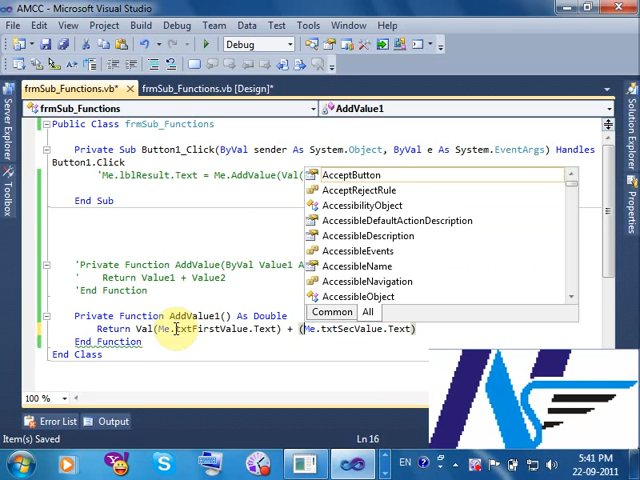 AMCC - Microsoft Visual Studio
File Edit View Project Build Debug Team Data Tools Test Window Help
Debug
frmSub_Functions.vb* frmSub_Functions.vb [Design]*
frmSub_Functions AddValue1
Server Explorer
Toolbox
Solution Explorer
Properties
Public Class frmSub_Functions
Private Sub Button1_Click(ByVal sender As System.Object, ByVal e As System.EventArgs) Handles
Button1.Click
'Me.lblResult.Text = Me.AddValue(Val(
End Sub
AcceptButton
AcceptRejectRule
AccessibilityObject
AccessibleDefaultActionDescription
AccessibleDescription
AccessibleEvents
AccessibleName
AccessibleNavigation
AccessibleObject
Common All
'Private Function AddValue(ByVal Value1 A
' Return Value1 + Value2
'End Function
Private Function AddValue1() As Double
Return Val(Me.txtFirstValue.Text) + (Me.txtSecValue.Text)
End Function
End Class
100 %
Error List Output
Item(s) Saved Ln 16
EN
5:41 PM
22-09-2011